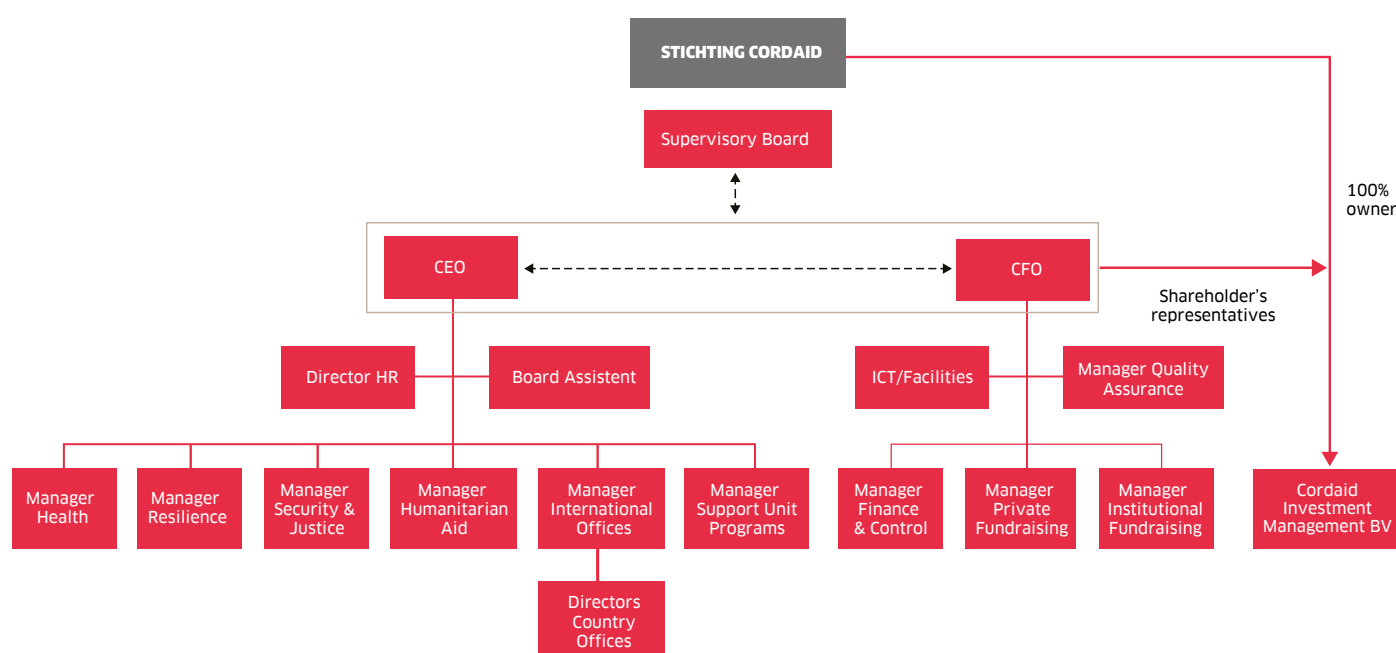 STICHTING CORDAID
Supervisory Board
100%
owner
CEO
CFO
Shareholder's
representatives
Director HR
Board Assistent
ICT/Facilities
Manager Quality
Assurance
Manager
Health
Manager
Resilience
Manager
Security &
Justice
Manager
Humanitarian
Aid
Manager
International
Offices
Manager
Support Unit
Programs
Manager
Finance
& Control
Manager
Private
Fundraising
Manager
Institutional
Fundraising
Cordaid
Investment
Management BV
Directors
Country
Offices